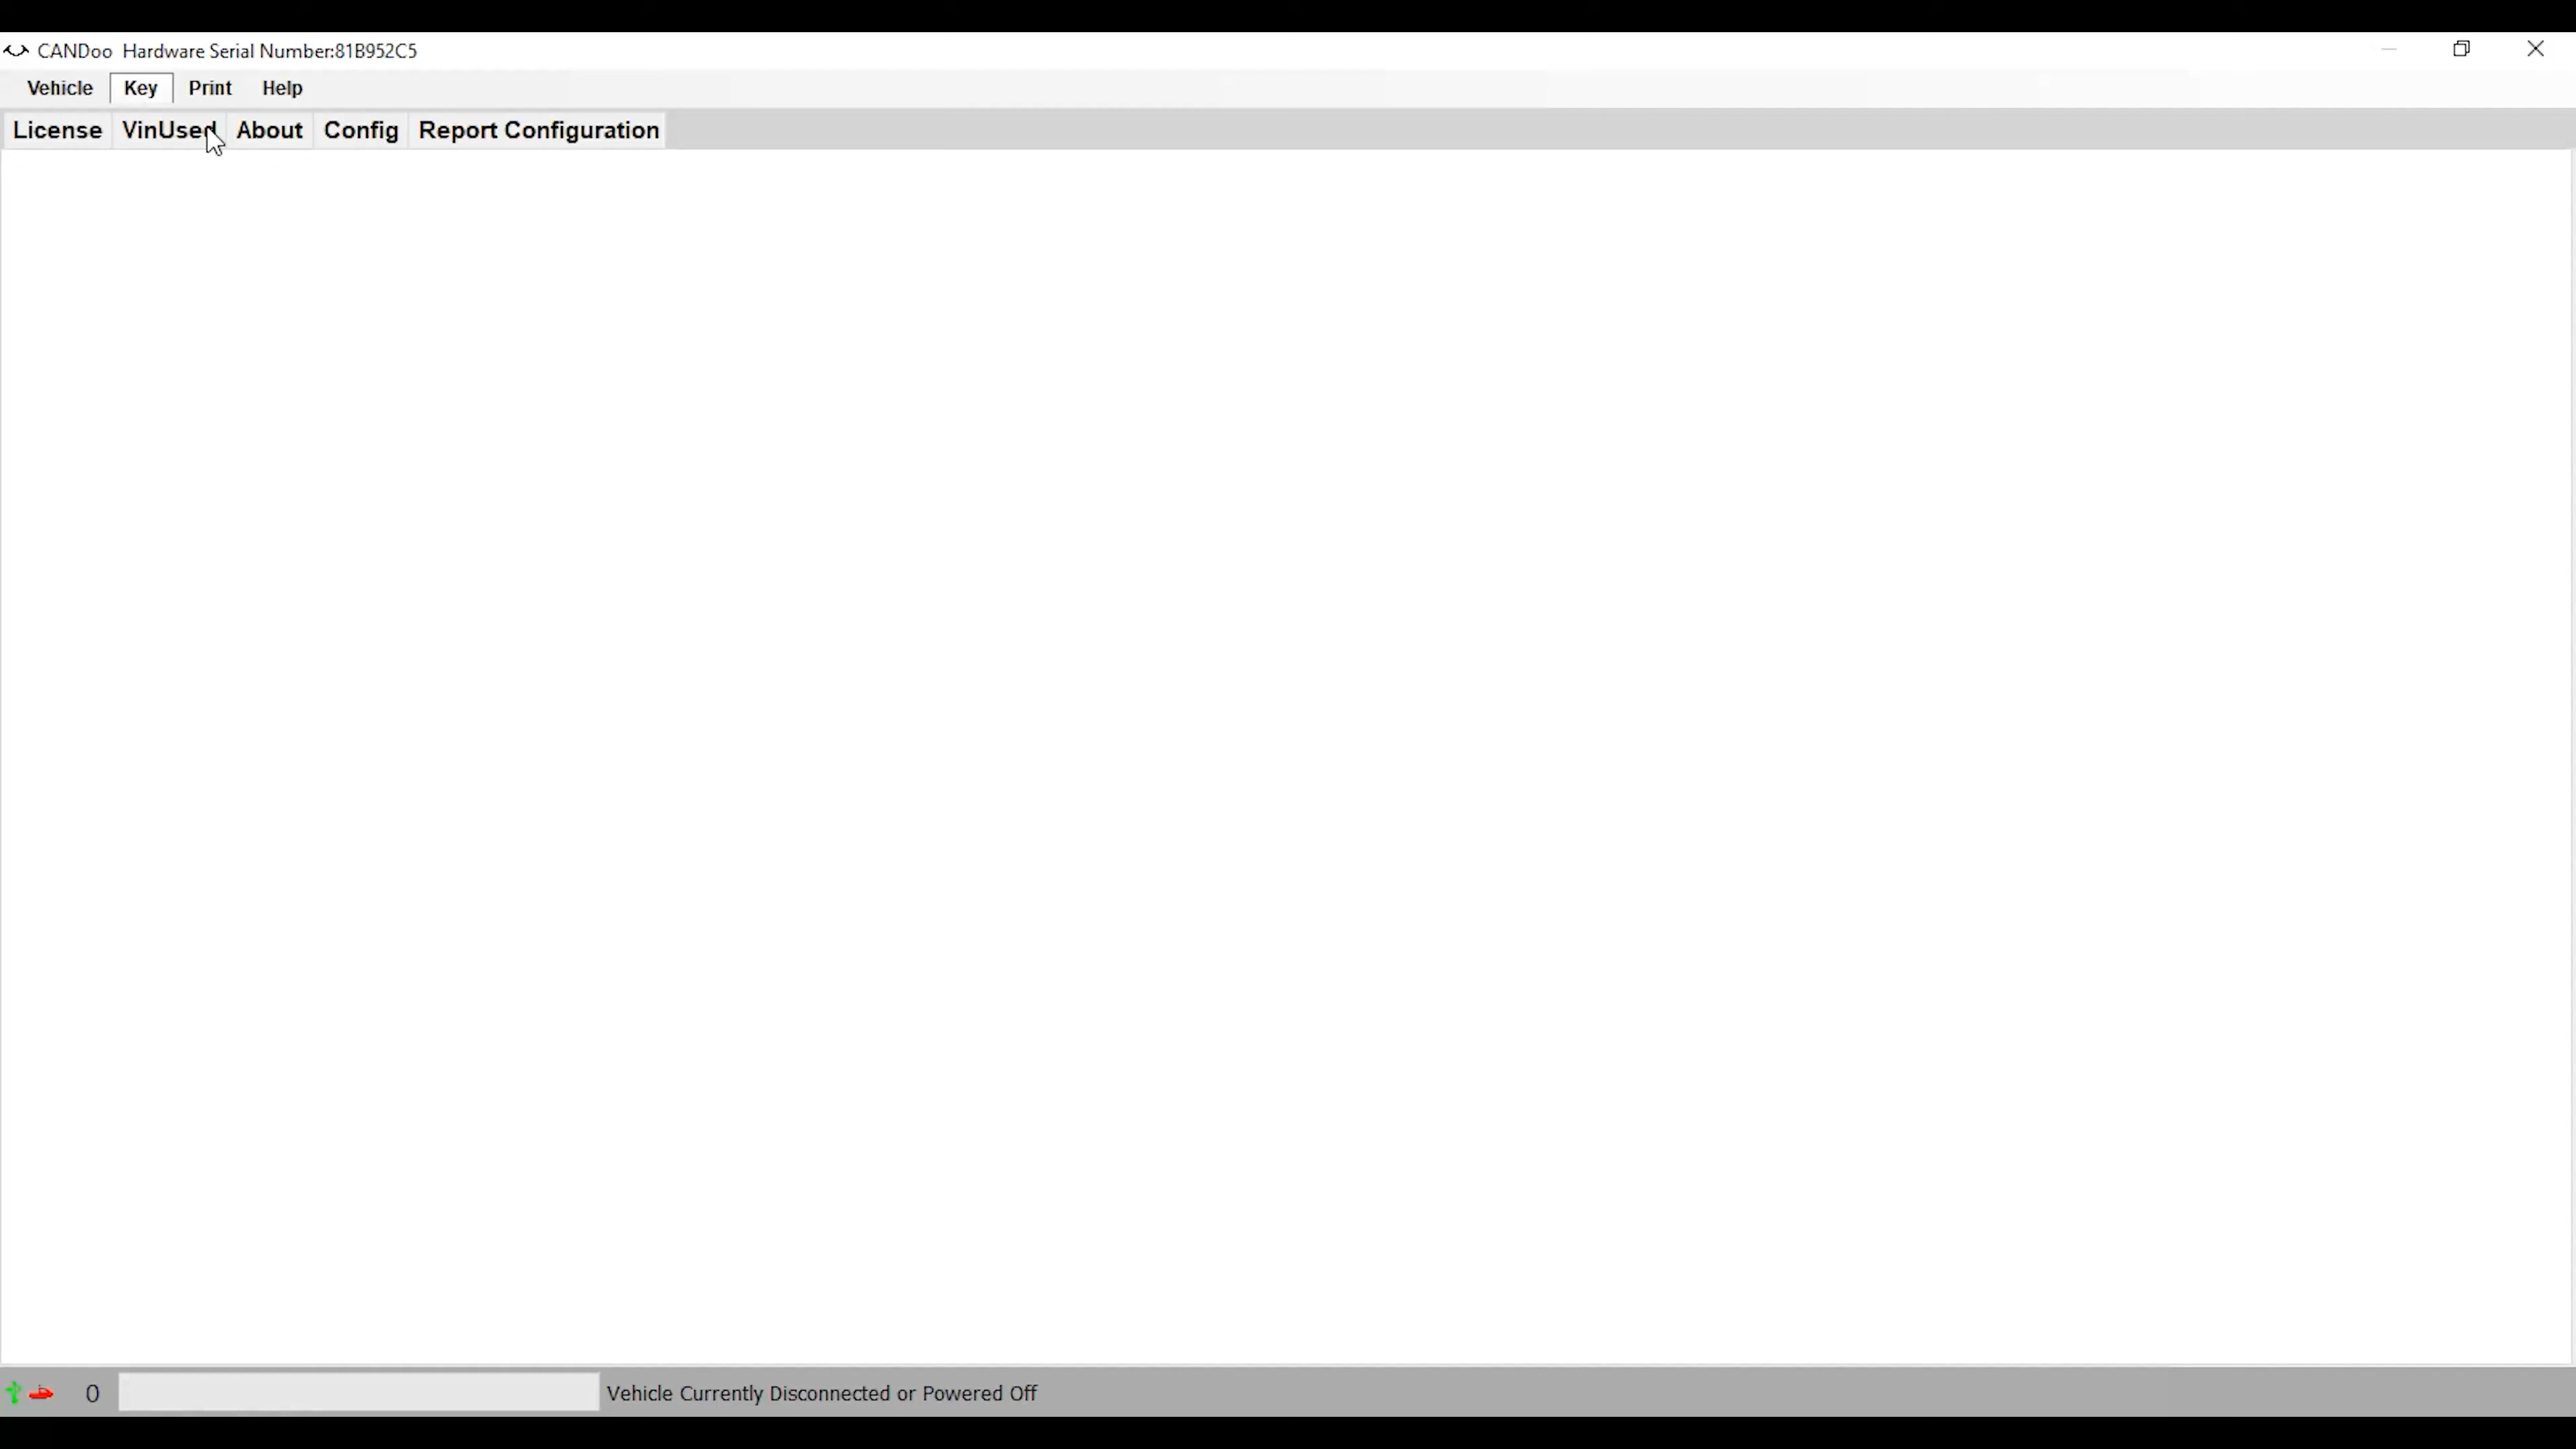 CANDoo Hardware Serial Number:81B952C5
Vehicle Key Print Help
License VinUsed About Config Report Configuration
0 Vehicle Currently Disconnected or Powered Off